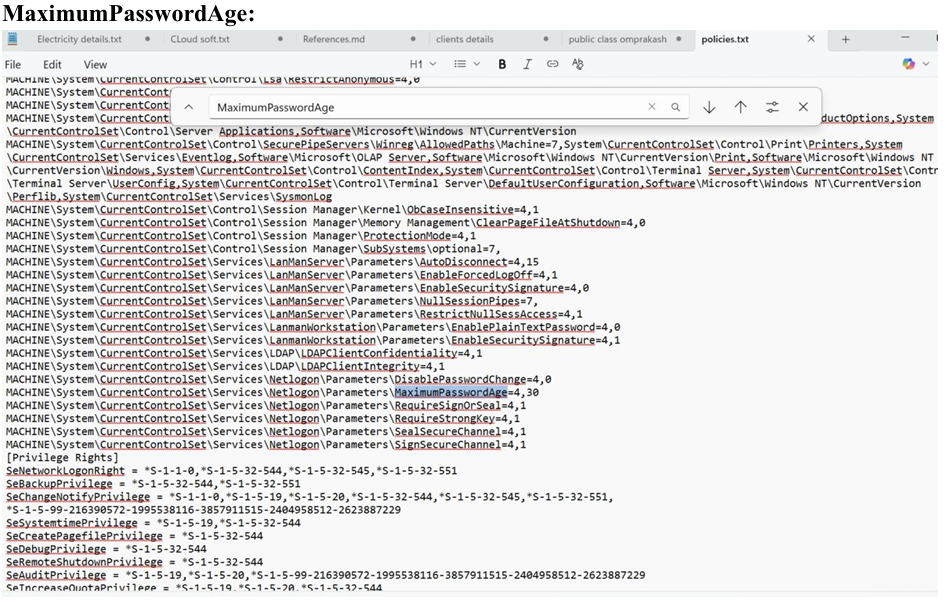 MaximumPasswordAge:
Electricity details.txt
CLoud soft.txt
References.md
clients details
public class omprakash
policies.txt
File Edit View
H1
B I
MACHINE\System\CurrentControlSet\Control\Lsa\RestrictAnonymous=4,0
MACHINE\System\CurrentCont
MACHINE\System\CurrentCont
MaximumPasswordAge
MACHINE\System\CurrentCont
ductOptions,System
\CurrentControlSet\Control\Server Applications,Software\Microsoft\Windows NT\CurrentVersion
MACHINE\System\CurrentControlSet\Control\SecurePipeServers\Winreg\AllowedPaths\Machine=7,System\CurrentControlSet\Control\Print\Printers,System
\CurrentControlSet\Services\Eventlog,Software\Microsoft\OLAP Server,Software\Microsoft\Windows NT\CurrentVersion\Print,Software\Microsoft\Windows NT
\CurrentVersion\Windows,System\CurrentControlSet\Control\ContentIndex,System\CurrentControlSet\Control\Terminal Server,System\CurrentControlSet\Contr
\Terminal Server\UserConfig,System\CurrentControlSet\Control\Terminal Server\DefaultUserConfiguration,Software\Microsoft\Windows NT\CurrentVersion
\Perflib,System\CurrentControlSet\Services\SysmonLog
MACHINE\System\CurrentControlSet\Control\Session Manager\Kernel\ObCaseInsensitive=4,1
MACHINE\System\CurrentControlSet\Control\Session Manager\Memory Management\ClearPageFileAtShutdown=4,0
MACHINE\System\CurrentControlSet\Control\Session Manager\ProtectionMode=4,1
MACHINE\System\CurrentControlSet\Control\Session Manager\SubSystems\optional=7,
MACHINE\System\CurrentControlSet\Services\LanManServer\Parameters\AutoDisconnect=4,15
MACHINE\System\CurrentControlSet\Services\LanManServer\Parameters\EnableForcedLogOff=4,1
MACHINE\System\CurrentControlSet\Services\LanManServer\Parameters\EnableSecuritySignature=4,0
MACHINE\System\CurrentControlSet\Services\LanManServer\Parameters\NullSessionPipes=7,
MACHINE\System\CurrentControlSet\Services\LanManServer\Parameters\RestrictNullSessAccess=4,1
MACHINE\System\CurrentControlSet\Services\LanmanWorkstation\Parameters\EnablePlainTextPassword=4,0
MACHINE\System\CurrentControlSet\Services\LanmanWorkstation\Parameters\EnableSecuritySignature=4,1
MACHINE\System\CurrentControlSet\Services\LDAP\LDAPClientConfidentiality=4,1
MACHINE\System\CurrentControlSet\Services\LDAP\LDAPClientIntegrity=4,1
MACHINE\System\CurrentControlSet\Services\Netlogon\Parameters\DisablePasswordChange=4,0
MACHINE\System\CurrentControlSet\Services\Netlogon\Parameters\MaximumPasswordAge=4,30
MACHINE\System\CurrentControlSet\Services\Netlogon\Parameters\RequireSignOrSeal=4,1
MACHINE\System\CurrentControlSet\Services\Netlogon\Parameters\RequireStrongKey=4,1
MACHINE\System\CurrentControlSet\Services\Netlogon\Parameters\SealSecureChannel=4,1
MACHINE\System\CurrentControlSet\Services\Netlogon\Parameters\SignSecureChannel=4,1
[Privilege Rights]
SeNetworkLogonRight = *S-1-1-0,*S-1-5-32-544,*S-1-5-32-545,*S-1-5-32-551
SeBackupPrivilege = *S-1-5-32-544,*S-1-5-32-551
SeChangeNotifyPrivilege = *S-1-1-0,*S-1-5-19,*S-1-5-20,*S-1-5-32-544,*S-1-5-32-545,*S-1-5-32-551,
*S-1-5-99-216390572-1995538116-3857911515-2404958512-2623887229
SeSystemtimePrivilege = *S-1-5-19,*S-1-5-32-544
SeCreatePagefilePrivilege = *S-1-5-32-544
SeDebugPrivilege = *S-1-5-32-544
SeRemoteShutdownPrivilege = *S-1-5-32-544
SeAuditPrivilege = *S-1-5-19,*S-1-5-20,*S-1-5-99-216390572-1995538116-3857911515-2404958512-2623887229
SeIncreaseQuotaPrivilege = *S-1-5-19,*S-1-5-20,*S-1-5-32-544